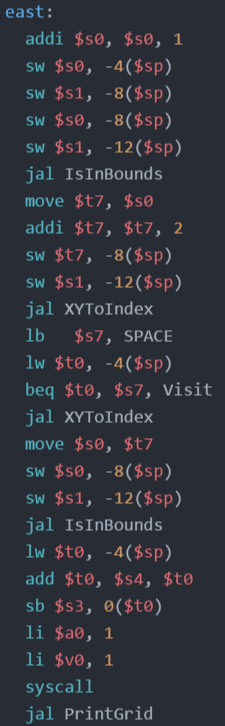 east:
addi $s0, $s0, 1
sw $s0, -4($sp)
sw $s1, -8($sp)
sw $s0, -8($sp)
sw $s1, -12($sp)
jal IsInBounds
move $t7, $s0
addi $t7, $t7, 2
sw $t7, -8($sp)
sw $s1, -12($sp)
jal XYToIndex
lb   $s7, SPACE
lw $t0, -4($sp)
beq $t0, $s7, Visit
jal XYToIndex
move $s0, $t7
sw $s0, -8($sp)
sw $s1, -12($sp)
jal IsInBounds
lw $t0, -4($sp)
add $t0, $s4, $t0
sb $s3, 0($t0)
li $a0, 1
li $v0, 1
syscall
jal PrintGrid